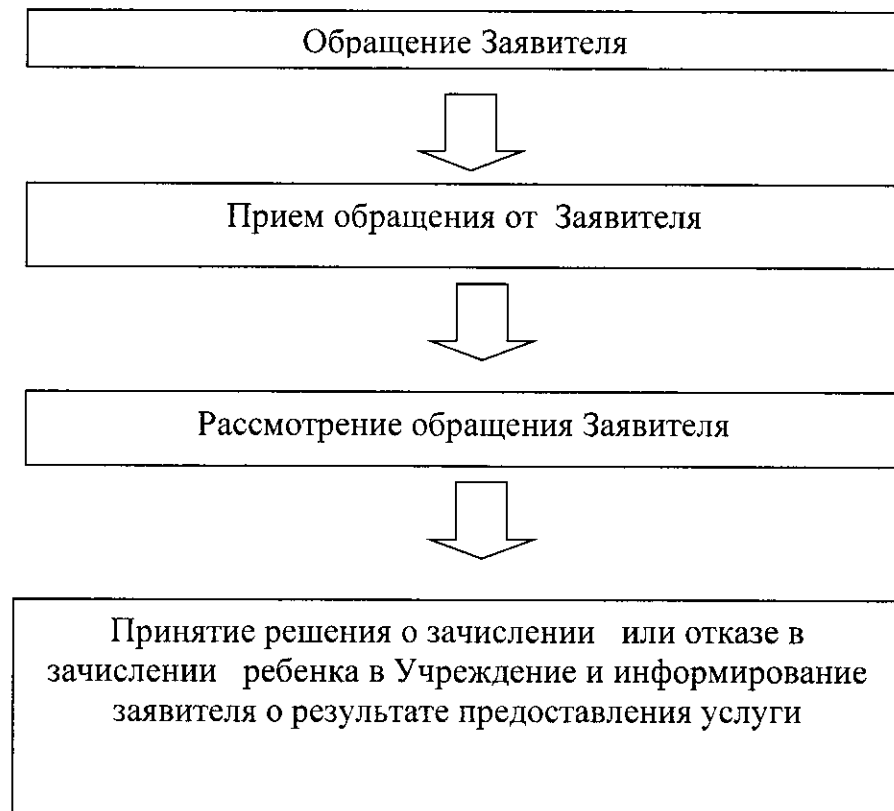 Обращение Заявителя
Прием обращения от Заявителя
Рассмотрение обращения Заявителя
Принятие решения о зачислении или отказе в
зачислении ребенка в Учреждение и информирование
заявителя о результате предоставления услуги